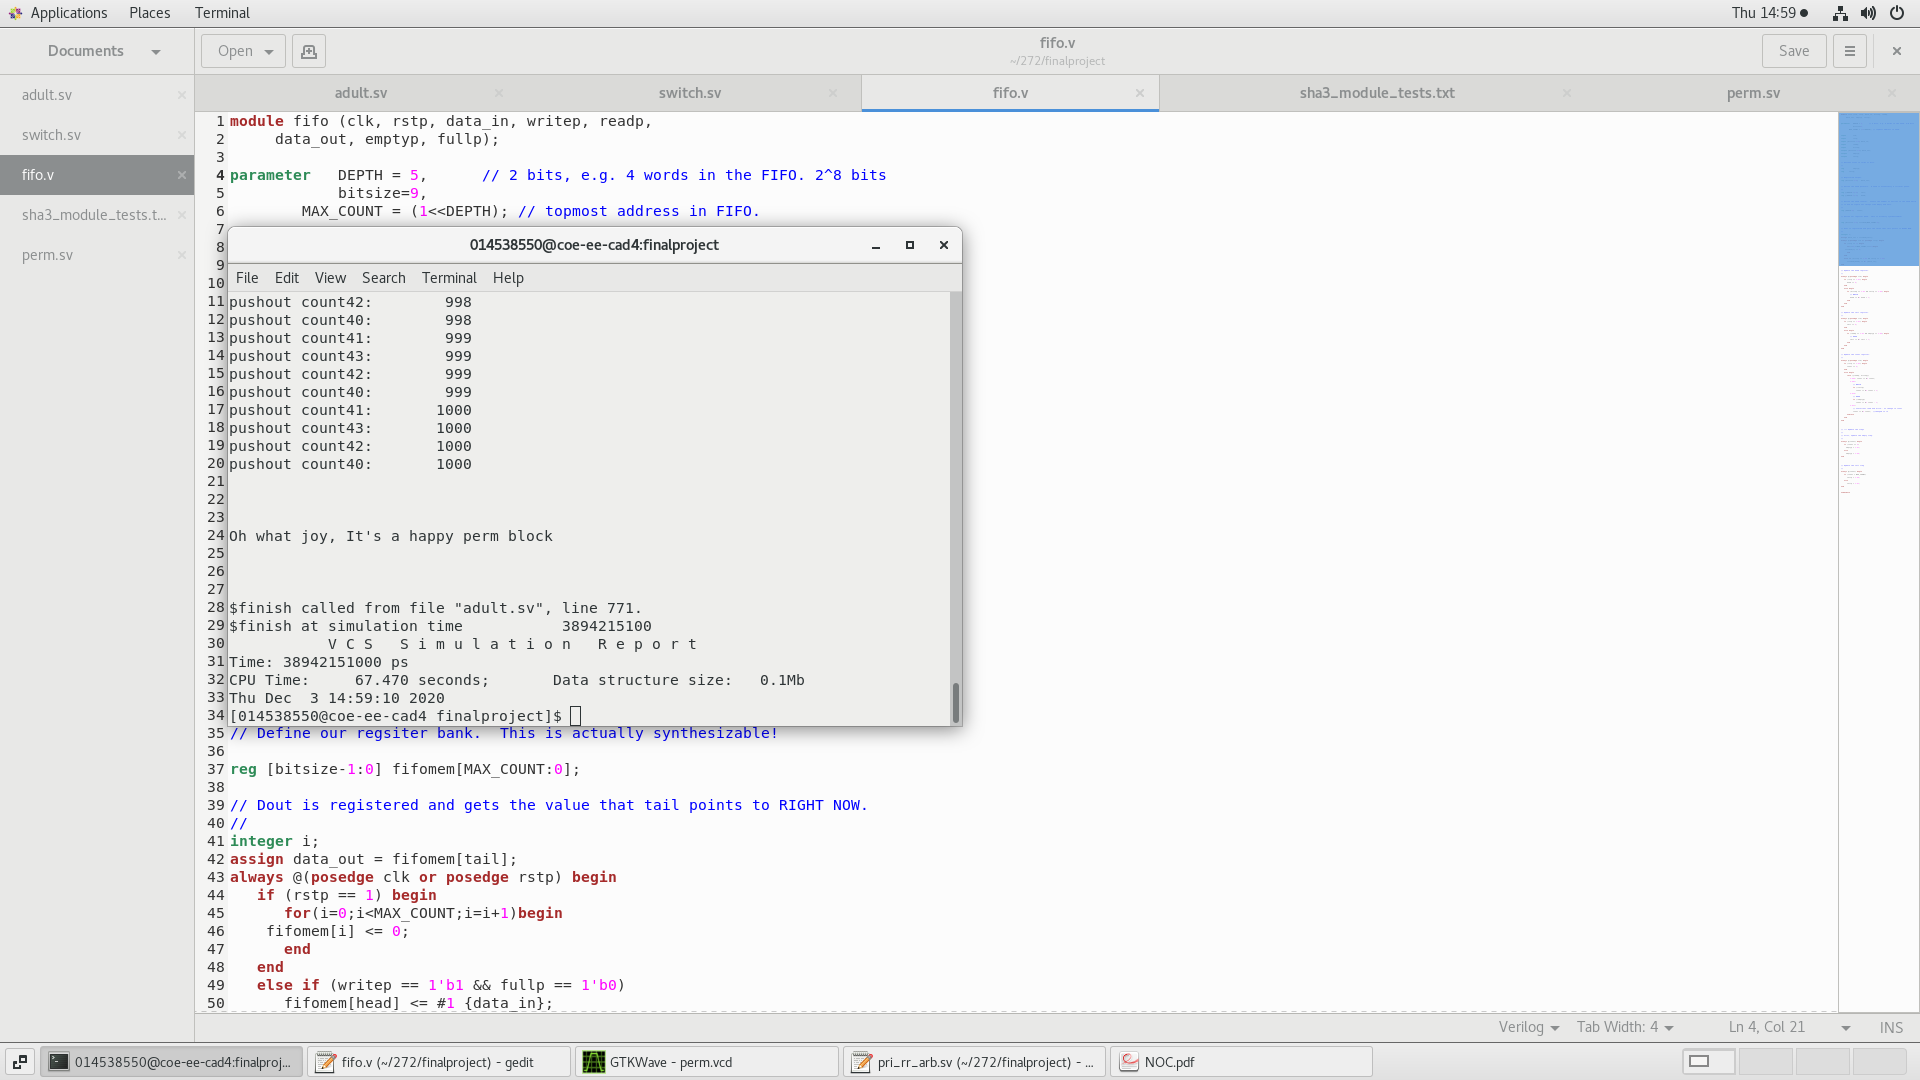 Applications Places Terminal Thu 14:59
Documents Open fifo.v Save
~/272/finalproject
adult.sv switch.sv fifo.v sha3_module_tests.txt perm.sv
adult.sv
switch.sv
fifo.v
sha3_module_tests.t...
perm.sv
1 module fifo (clk, rstp, data_in, writep, readp,
2 data_out, emptyp, fullp);
3
4 parameter DEPTH = 5, // 2 bits, e.g. 4 words in the FIFO. 2^8 bits
5 bitsize=9,
6 MAX_COUNT = (1<<DEPTH); // topmost address in FIFO.
7
8
9
10
11
12
13
14
15
16
17
18
19
20
21
22
23
24
25
26
27
28
29
30
31
32
33
34
014538550@coe-ee-cad4:finalproject
File Edit View Search Terminal Help
pushout count42: 998
pushout count40: 998
pushout count41: 999
pushout count43: 999
pushout count42: 999
pushout count40: 999
pushout count41: 1000
pushout count43: 1000
pushout count42: 1000
pushout count40: 1000
Oh what joy, It's a happy perm block
$finish called from file "adult.sv", line 771.
$finish at simulation time 3894215100
V C S S i m u l a t i o n R e p o r t
Time: 38942151000 ps
CPU Time: 67.470 seconds; Data structure size: 0.1Mb
Thu Dec 3 14:59:10 2020
[014538550@coe-ee-cad4 finalproject]$
35 // Define our regsiter bank. This is actually synthesizable!
36
37 reg [bitsize-1:0] fifomem[MAX_COUNT:0];
38
39 // Dout is registered and gets the value that tail points to RIGHT NOW.
40 //
41 integer i;
42 assign data_out = fifomem[tail];
43 always @(posedge clk or posedge rstp) begin
44 if (rstp == 1) begin
45 for(i=0;i<MAX_COUNT;i=i+1)begin
46 fifomem[i] <= 0;
47 end
48 end
49 else if (writep == 1'b1 && fullp == 1'b0)
50 fifomem[head] <= #1 {data_in};
Verilog Tab Width: 4 Ln 4, Col 21 INS
014538550@coe-ee-cad4:finalproj... fifo.v (~/272/finalproject) - gedit GTKWave - perm.vcd pri_rr_arb.sv (~/272/finalproject) - ... NOC.pdf